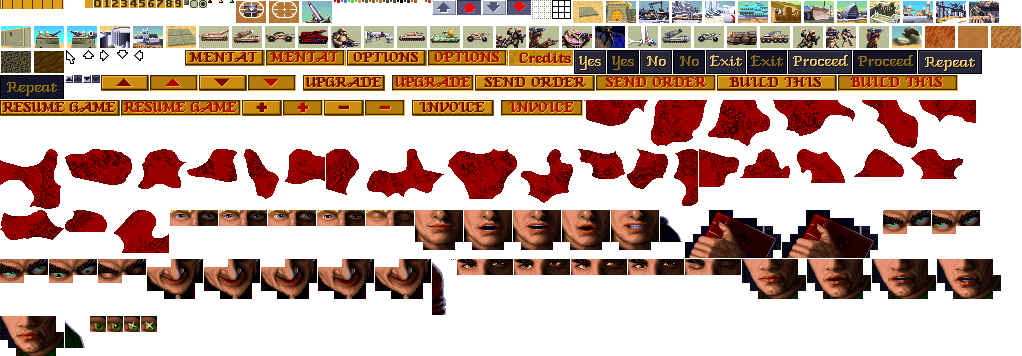 0123456789
MENTAT MENTAT OPTIONS OPTIONS Credits Yes Yes No No Exit Exit Proceed Proceed Repeat
Repeat UPGRADE UPGRADE SEND ORDER SEND ORDER BUILD THIS BUILD THIS
RESUME GAME RESUME GAME + + - - INVOICE INVOICE